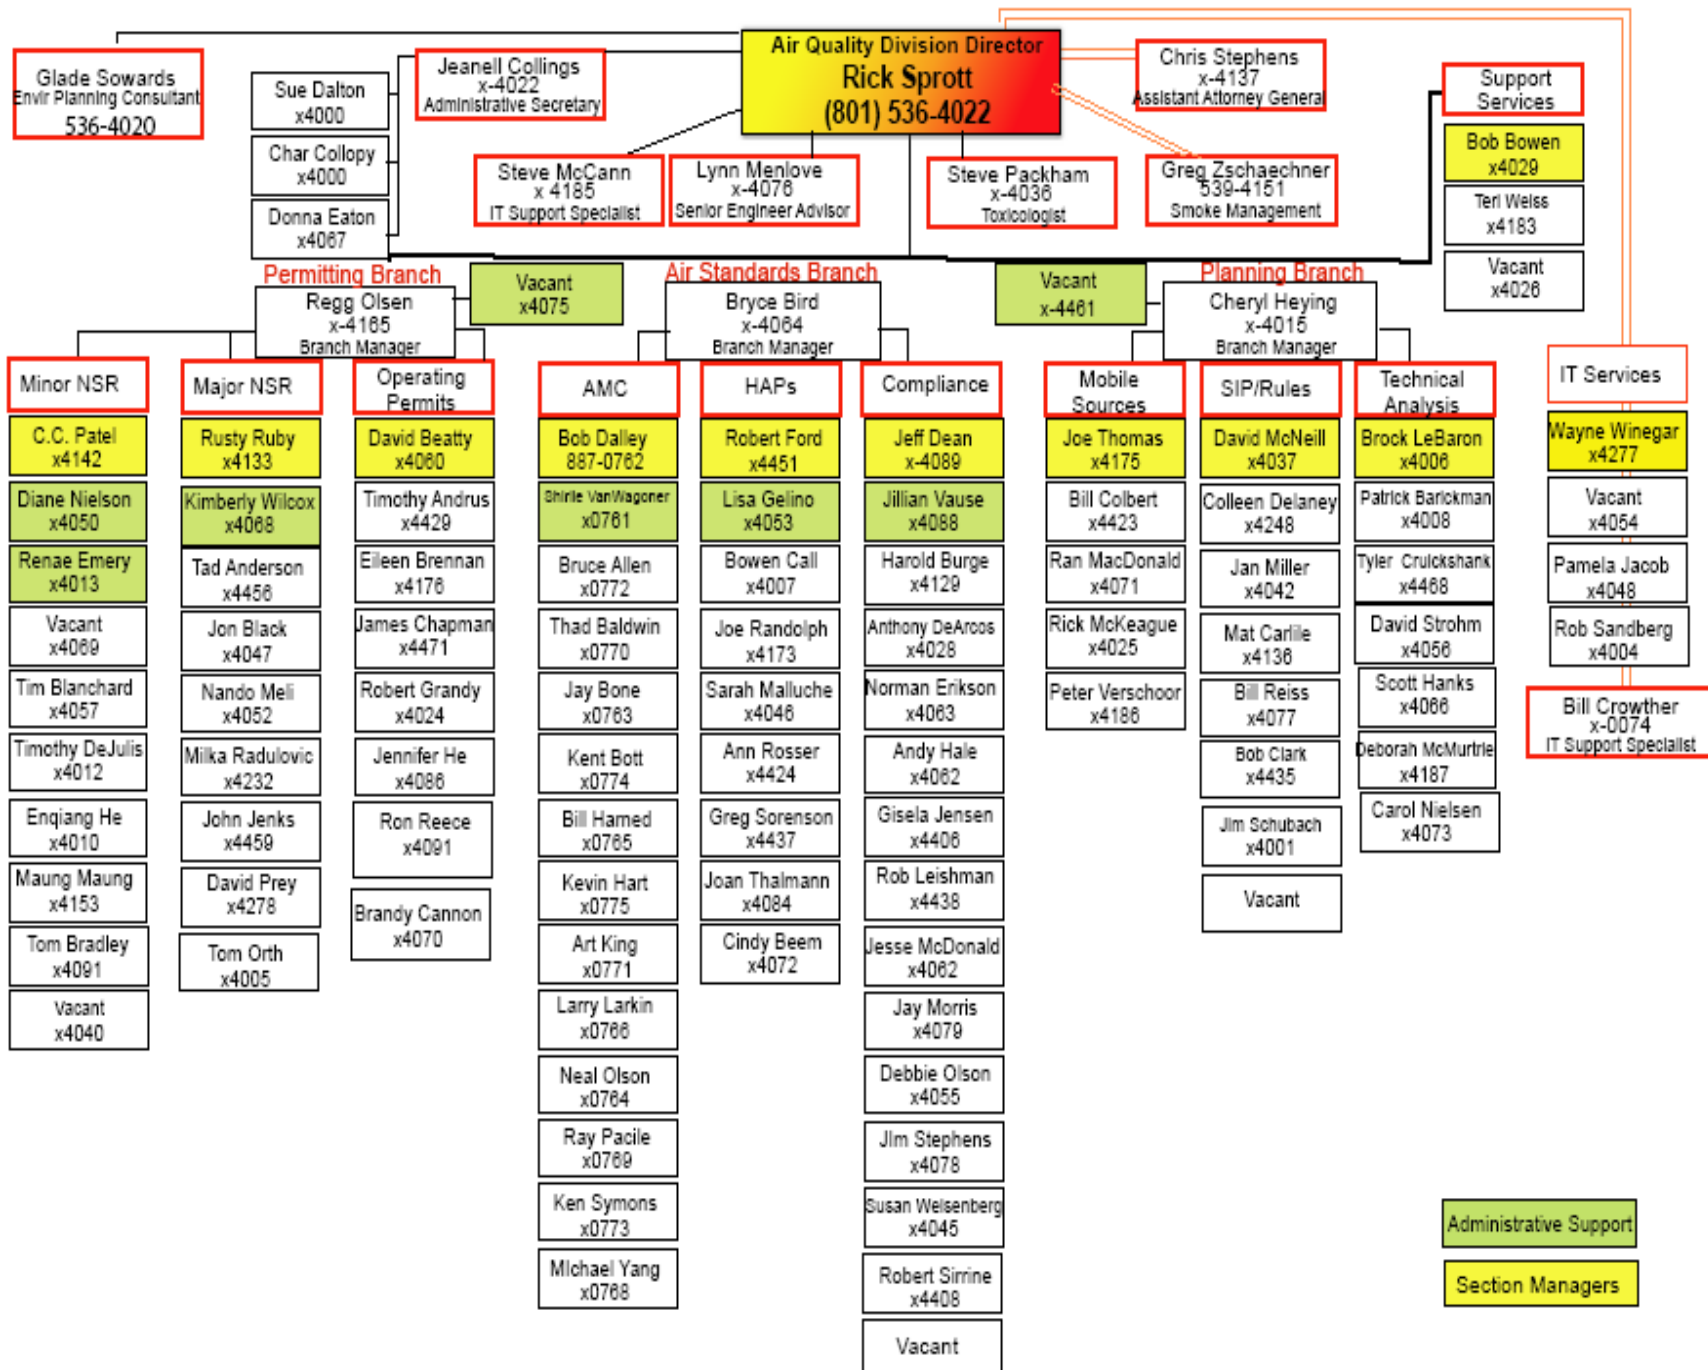 Air Quality Division Director
Rick Sprott
(801) 536-4022
Glade Sowards
Envir Planning Consultant
536-4020
Sue Dalton
x4000
Char Collopy
x4000
Donna Eaton
x4067
Jeanell Collings
x-4022
Administrative Secretary
Steve McCann
x 4185
IT Support Specialist
Lynn Menlove
x-4076
Senior Engineer Advisor
Steve Packham
x-4036
Toxicologist
Chris Stephens
x-4137
Assistant Attorney General
Greg Zschaechner
539-4151
Smoke Management
Support
Services
Bob Bowen
x4029
Teri Weiss
x4183
Vacant
x4026
Permitting Branch
Regg Olsen
x-4165
Branch Manager
Vacant
x4075
Air Standards Branch
Bryce Bird
x-4064
Branch Manager
Vacant
x-4461
Planning Branch
Cheryl Heying
x-4015
Branch Manager
Minor NSR
C.C. Patel
x4142
Diane Nielson
x4050
Renae Emery
x4013
Vacant
x4069
Tim Blanchard
x4057
Timothy DeJulis
x4012
Enqiang He
x4010
Maung Maung
x4153
Tom Bradley
x4091
Vacant
x4040
Major NSR
Rusty Ruby
x4133
Kimberly Wilcox
x4068
Tad Anderson
x4456
Jon Black
x4047
Nando Meli
x4052
Milka Radulovic
x4232
John Jenks
x4459
David Prey
x4278
Tom Orth
x4005
Operating
Permits
David Beatty
x4060
Timothy Andrus
x4429
Eileen Brennan
x4176
James Chapman
x4471
Robert Grandy
x4024
Jennifer He
x4086
Ron Reece
x4091
Brandy Cannon
x4070
AMC
Bob Dalley
887-0762
Shirlie VanWagoner
x0761
Bruce Allen
x0772
Thad Baldwin
x0770
Jay Bone
x0763
Kent Bott
x0774
Bill Harned
x0765
Kevin Hart
x0775
Art King
x0771
Larry Larkin
x0766
Neal Olson
x0764
Ray Pacile
x0769
Ken Symons
x0773
Michael Yang
x0768
HAPs
Robert Ford
x4451
Lisa Gelino
x4053
Bowen Call
x4007
Joe Randolph
x4173
Sarah Malluche
x4046
Ann Rosser
x4424
Greg Sorenson
x4437
Joan Thalmann
x4084
Cindy Beem
x4072
Compliance
Jeff Dean
x-4089
Jillian Vause
x4088
Harold Burge
x4129
Anthony DeArcos
x4028
Norman Erikson
x4063
Andy Hale
x4062
Gisela Jensen
x4406
Rob Leishman
x4438
Jesse McDonald
x4062
Jay Morris
x4079
Debbie Olson
x4055
Jim Stephens
x4078
Susan Weisenberg
x4045
Robert Sirrine
x4408
Vacant
Mobile
Sources
Joe Thomas
x4175
Bill Colbert
x4423
Ran MacDonald
x4071
Rick McKeague
x4025
Peter Verschoor
x4186
SIP/Rules
David McNeill
x4037
Colleen Delaney
x4248
Jan Miller
x4042
Mat Carlile
x4136
Bill Reiss
x4077
Bob Clark
x4435
Jim Schubach
x4001
Vacant
Technical
Analysis
Brock LeBaron
x4006
Patrick Barickman
x4008
Tyler Cruickshank
x4468
David Strohm
x4056
Scott Hanks
x4066
Deborah McMurtrie
x4187
Carol Nielsen
x4073
IT Services
Wayne Winegar
x4277
Vacant
x4054
Pamela Jacob
x4048
Rob Sandberg
x4004
Bill Crowther
x-0074
IT Support Specialist
Administrative Support
Section Managers